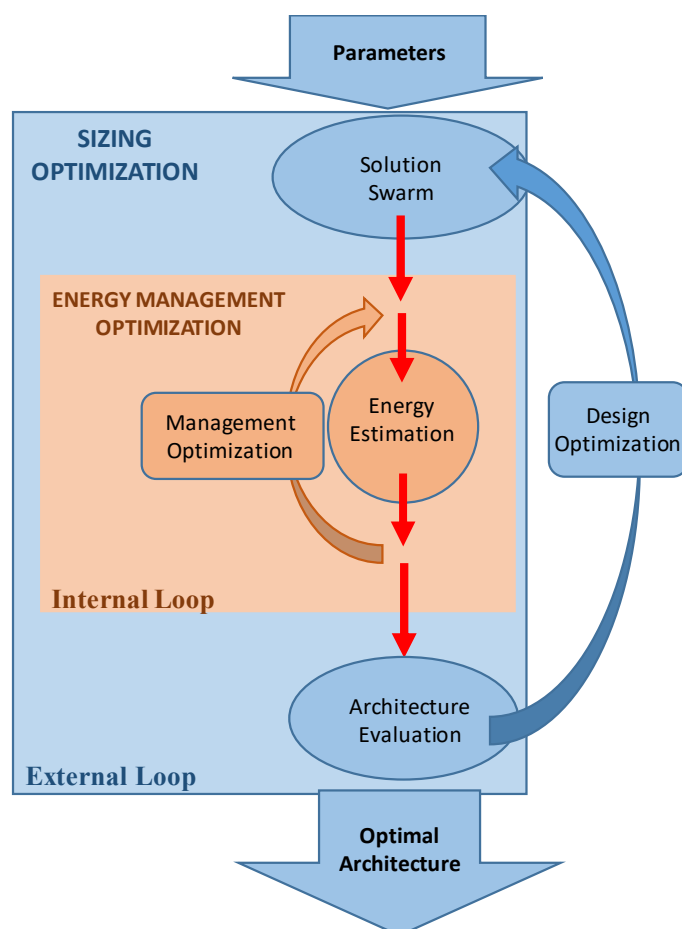 Parameters
SIZING
OPTIMIZATION
Solution
Swarm
ENERGY MANAGEMENT
OPTIMIZATION
Management
Optimization
Energy
Estimation
Design
Optimization
Internal Loop
Architecture
Evaluation
External Loop
Optimal
Architecture